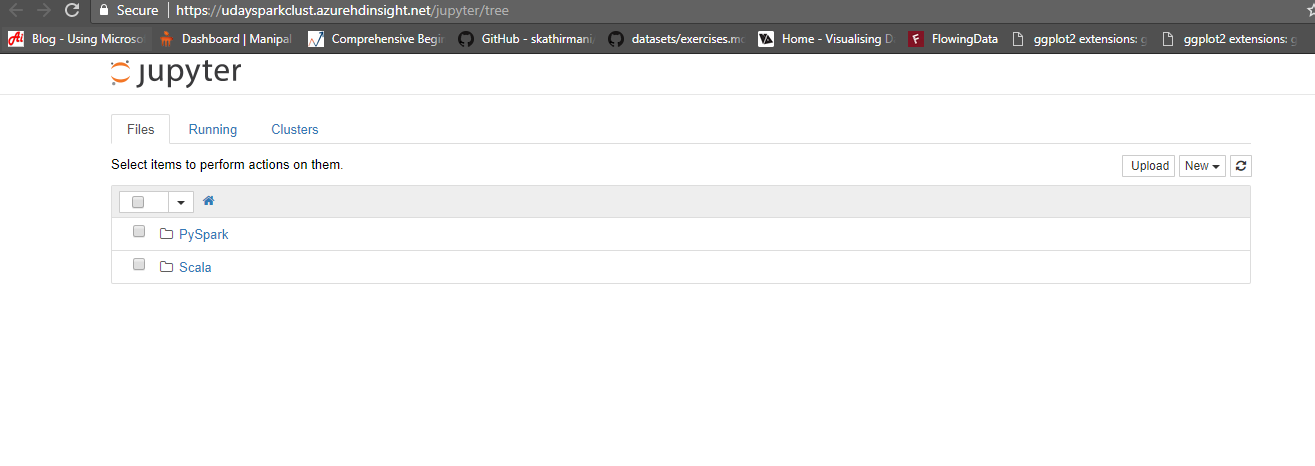 Secure https://udaysparkclust.azurehdinsight.net/jupyter/tree
Blog - Using Microso Dashboard | Manipal Comprehensive Begin GitHub - skathirmani datasets/exercises.m Home - Visualising D FlowingData ggplot2 extensions: g ggplot2 extensions: g
jupyter
Files Running Clusters
Select items to perform actions on them. Upload New
PySpark
Scala